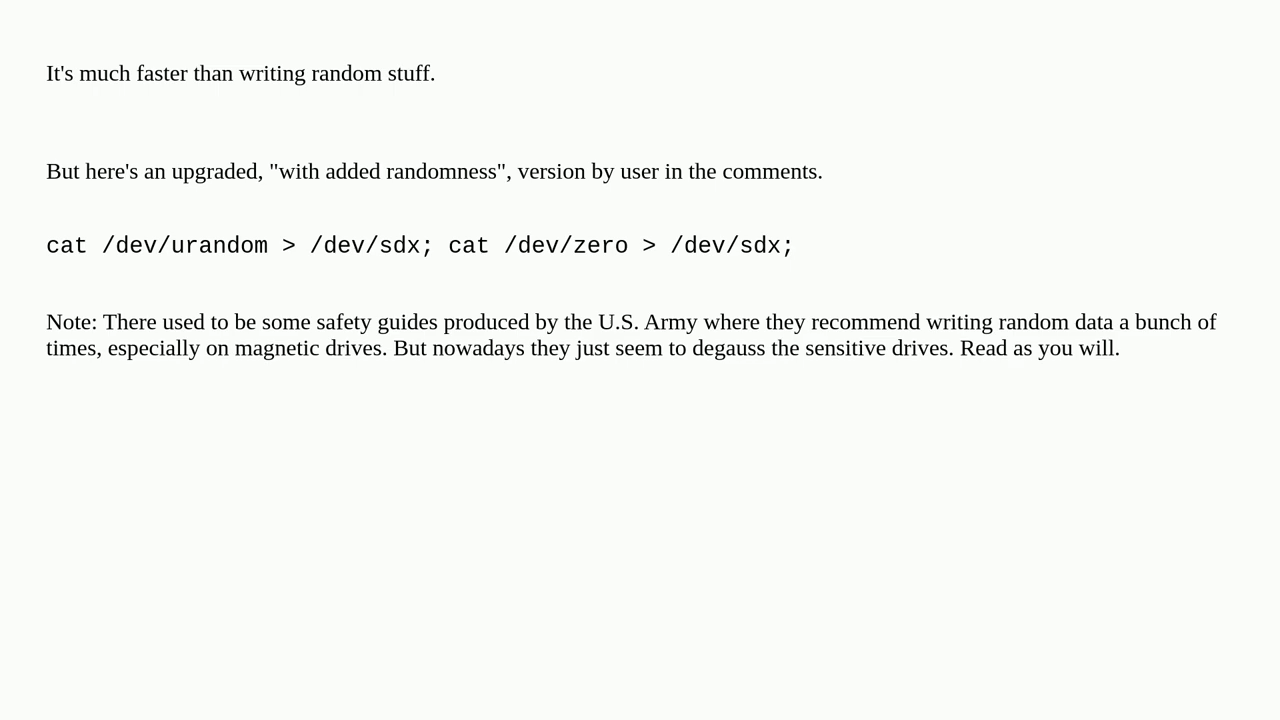 It's much faster than writing random stuff.
But here's an upgraded, "with added randomness", version by user in the comments.
cat /dev/urandom > /dev/sdx; cat /dev/zero > /dev/sdx;
Note: There used to be some safety guides produced by the U.S. Army where they recommend writing random data a bunch of
times, especially on magnetic drives. But nowadays they just seem to degauss the sensitive drives. Read as you will.